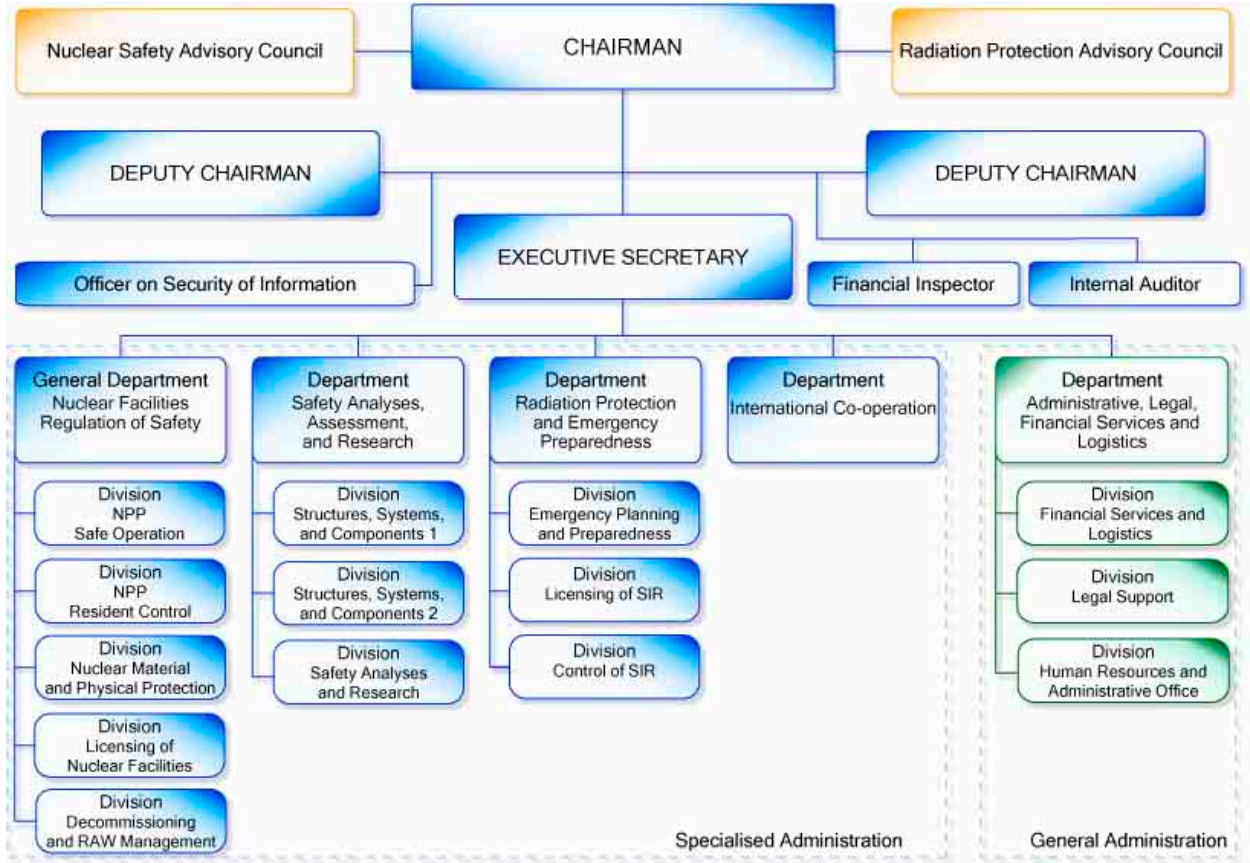 Nuclear Safety Advisory Council
CHAIRMAN
Radiation Protection Advisory Council
DEPUTY CHAIRMAN
DEPUTY CHAIRMAN
EXECUTIVE SECRETARY
Officer on Security of Information
Financial Inspector
Internal Auditor
General Department
Nuclear Facilities
Regulation of Safety
Division
NPP
Safe Operation
Division
NPP
Resident Control
Division
Nuclear Material
and Physical Protection
Division
Licensing of
Nuclear Facilities
Division
Decommissioning
and RAW Management
Department
Safety Analyses,
Assessment,
and Research
Division
Structures, Systems,
and Components 1
Division
Structures, Systems,
and Components 2
Division
Safety Analyses
and Research
Department
Radiation Protection
and Emergency
Preparedness
Division
Emergency Planning
and Preparedness
Division
Licensing of SIR
Division
Control of SIR
Department
International Co-operation
Specialised Administration
Department
Administrative, Legal,
Financial Services and
Logistics
Division
Financial Services and
Logistics
Division
Legal Support
Division
Human Resources and
Administrative Office
General Administration